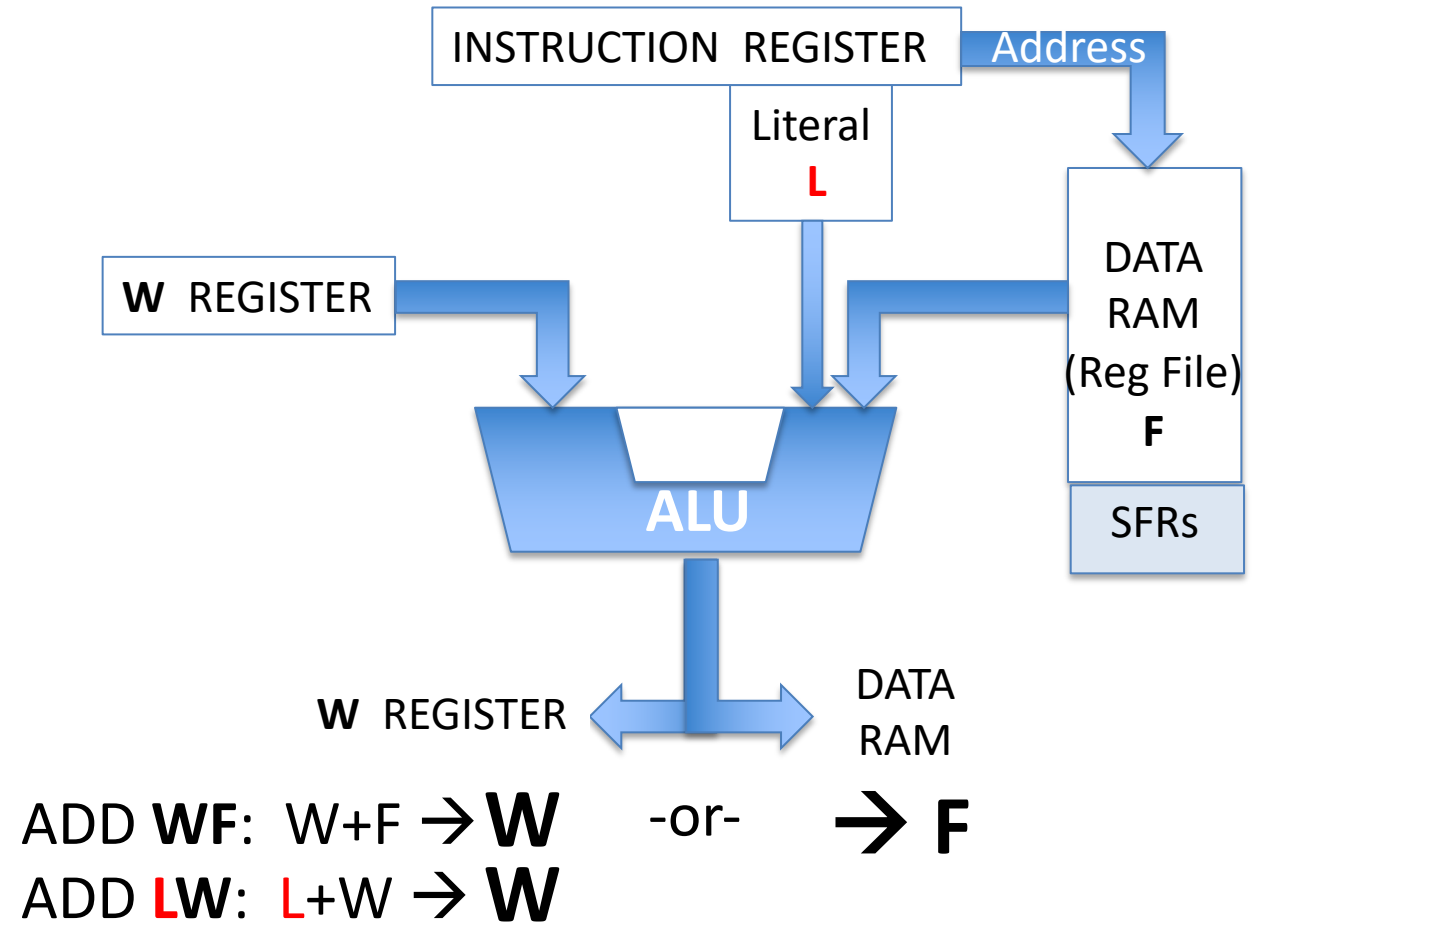 INSTRUCTION REGISTER
Address
Literal
L
W REGISTER
DATA
RAM
(Reg File)
F
ALU
SFRs
W REGISTER
DATA
RAM
ADD WF: W+F → W -or- → F
ADD LW: L+W → W